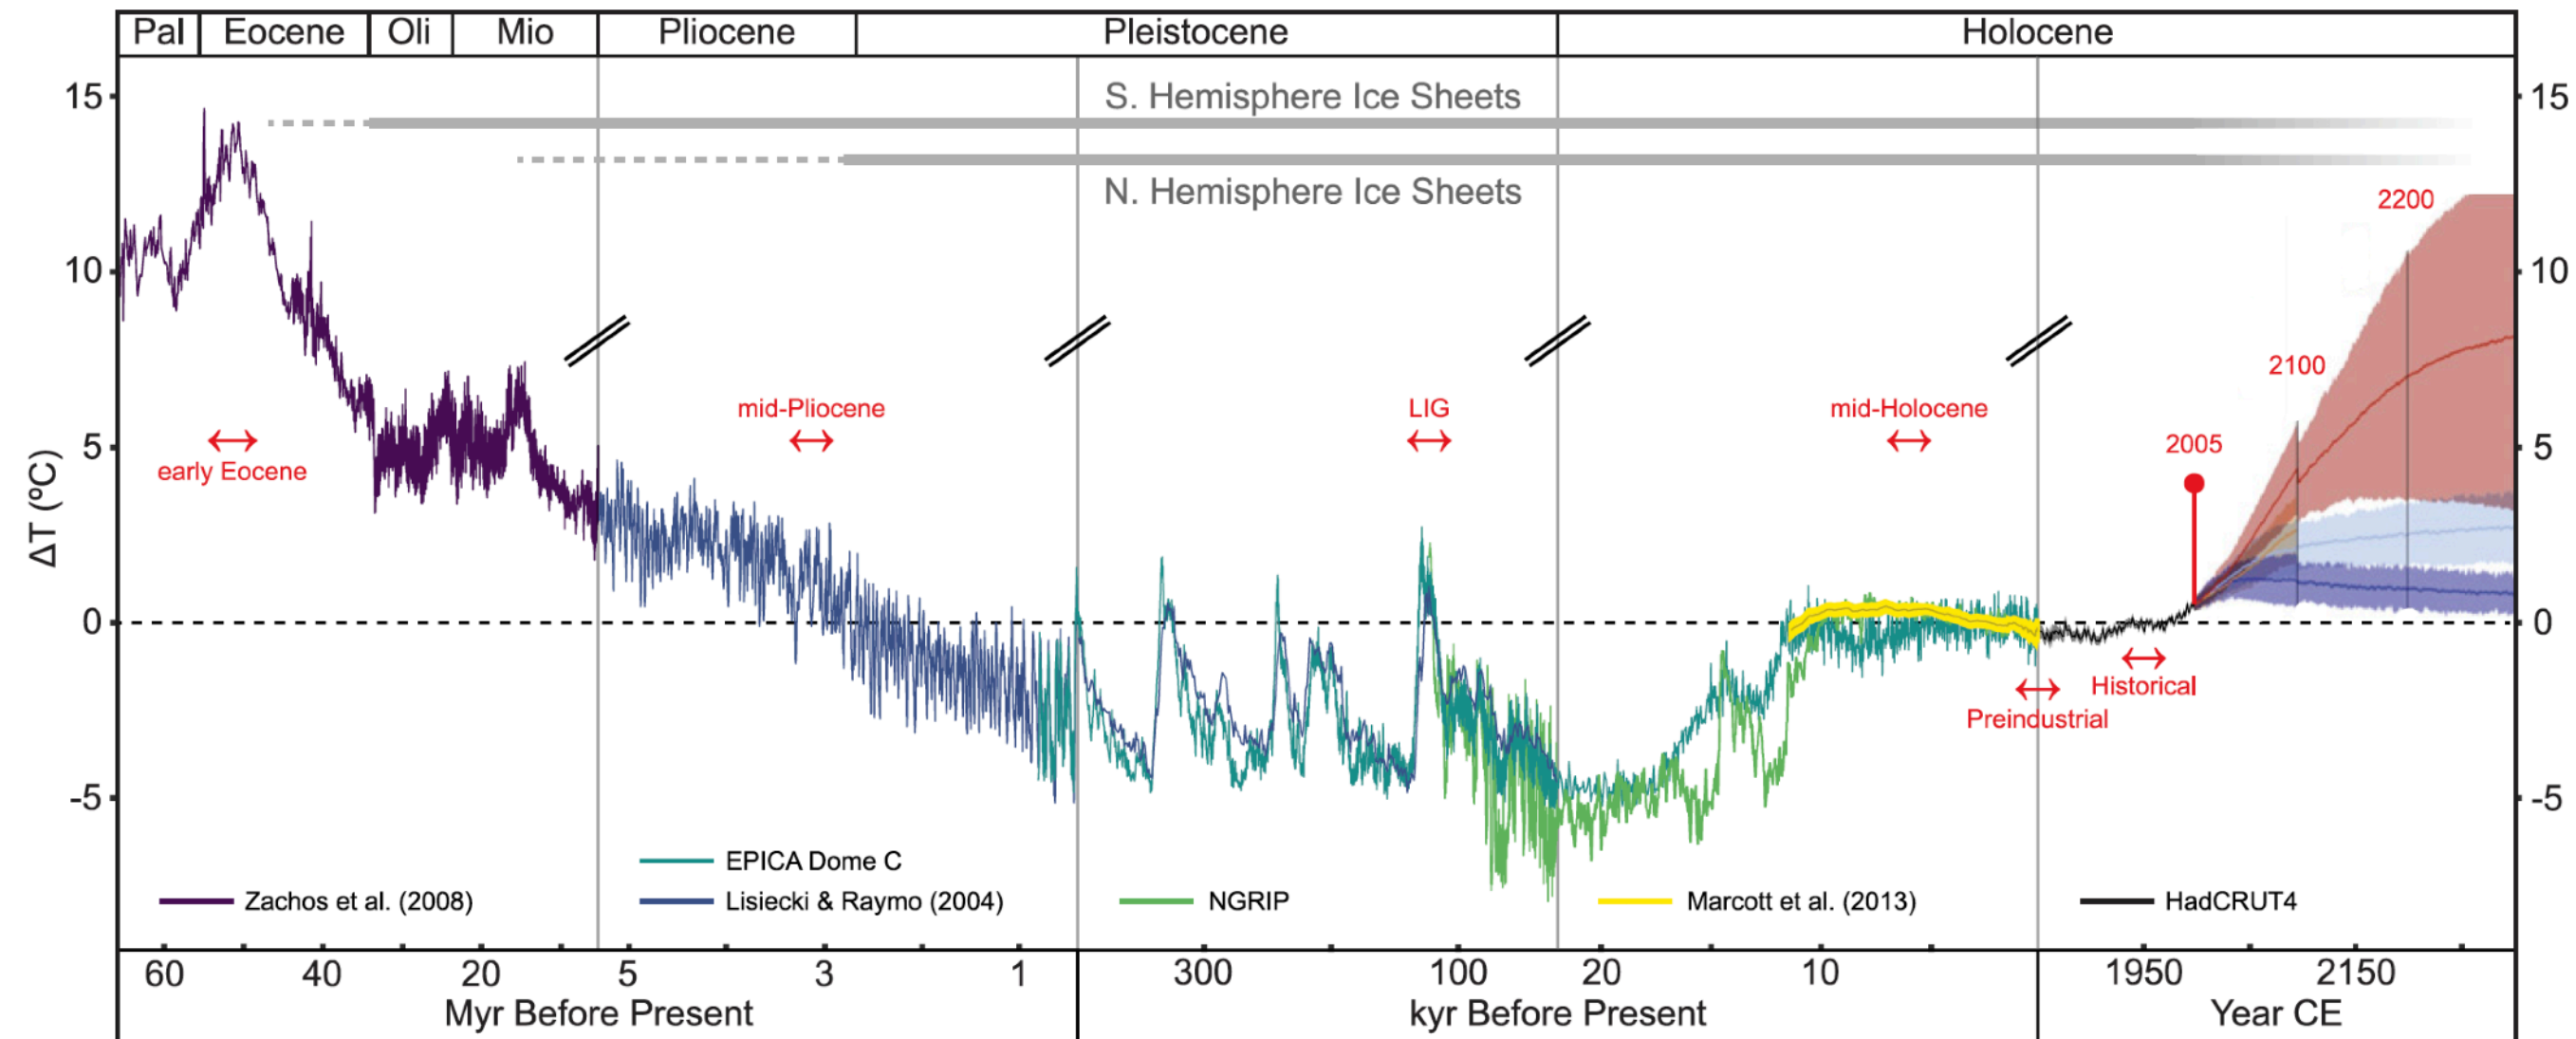 Pal Eocene Oli Mio Pliocene Pleistocene Holocene
15 S. Hemisphere Ice Sheets 15
N. Hemisphere Ice Sheets
2200
10 10
2100
mid-Pliocene LIG mid-Holocene
5 2005 5
early Eocene
ΔT (ºC)
0 0
Historical
Preindustrial
-5 -5
EPICA Dome C
Zachos et al. (2008) Lisiecki & Raymo (2004) NGRIP Marcott et al. (2013) HadCRUT4
60 40 20 5 3 1 300 100 20 10 1950 2150
Myr Before Present kyr Before Present Year CE